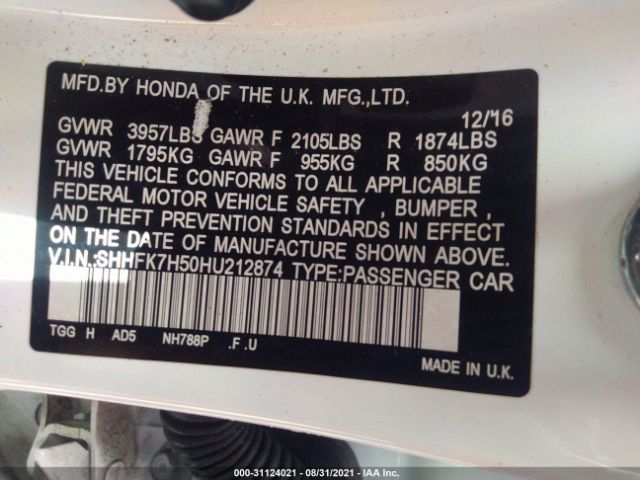 MFD.BY HONDA OF THE U.K. MFG.,LTD.
12/16
GVWR 3957LBS GAWR F 2105LBS R 1874LBS
GVWR 1795KG GAWR F 955KG R 850KG
THIS VEHICLE CONFORMS TO ALL APPLICABLE
FEDERAL MOTOR VEHICLE SAFETY , BUMPER ,
AND THEFT PREVENTION STANDARDS IN EFFECT
ON THE DATE OF MANUFACTURE SHOWN ABOVE.
V.I.N:SHHFK7H50HU212874 TYPE:PASSENGER CAR
TGG H AD5 NH788P .F.U
MADE IN U.K.
000-31124021 - 08/31/2021 - IAA Inc.